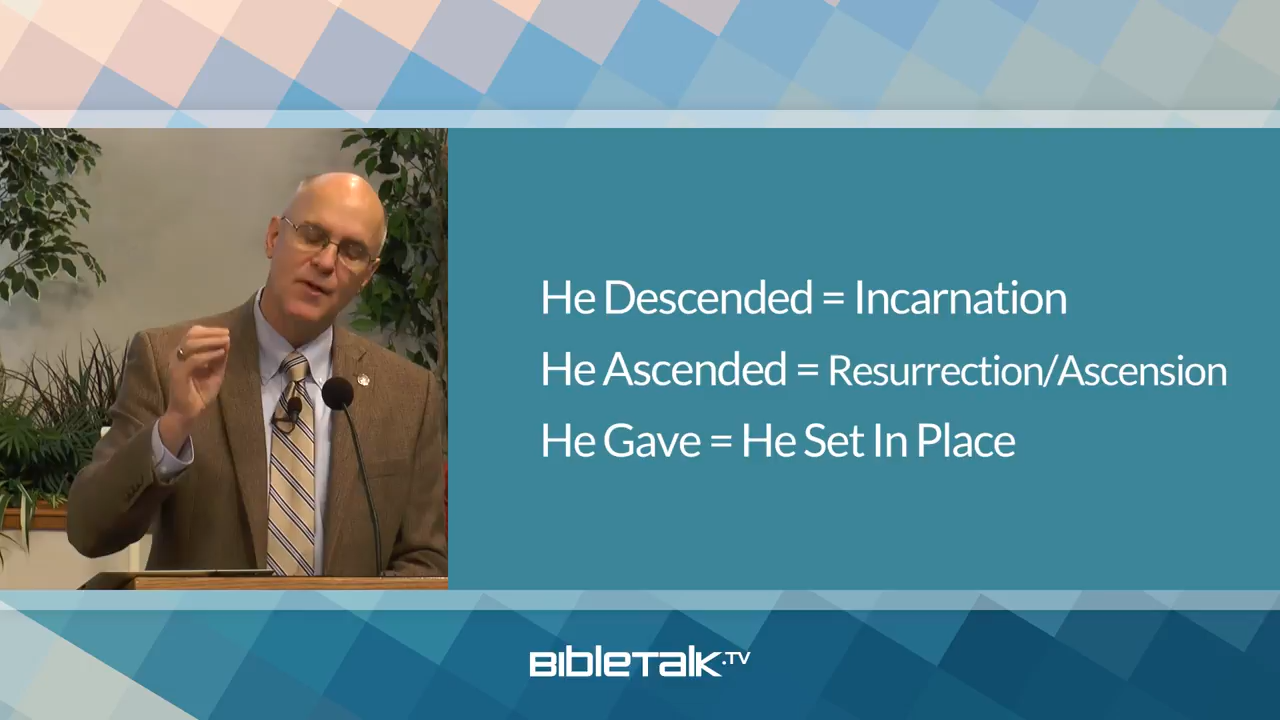 He Descended = Incarnation
He Ascended = Resurrection/Ascension
He Gave = He Set In Place
BIBLETALK.TV